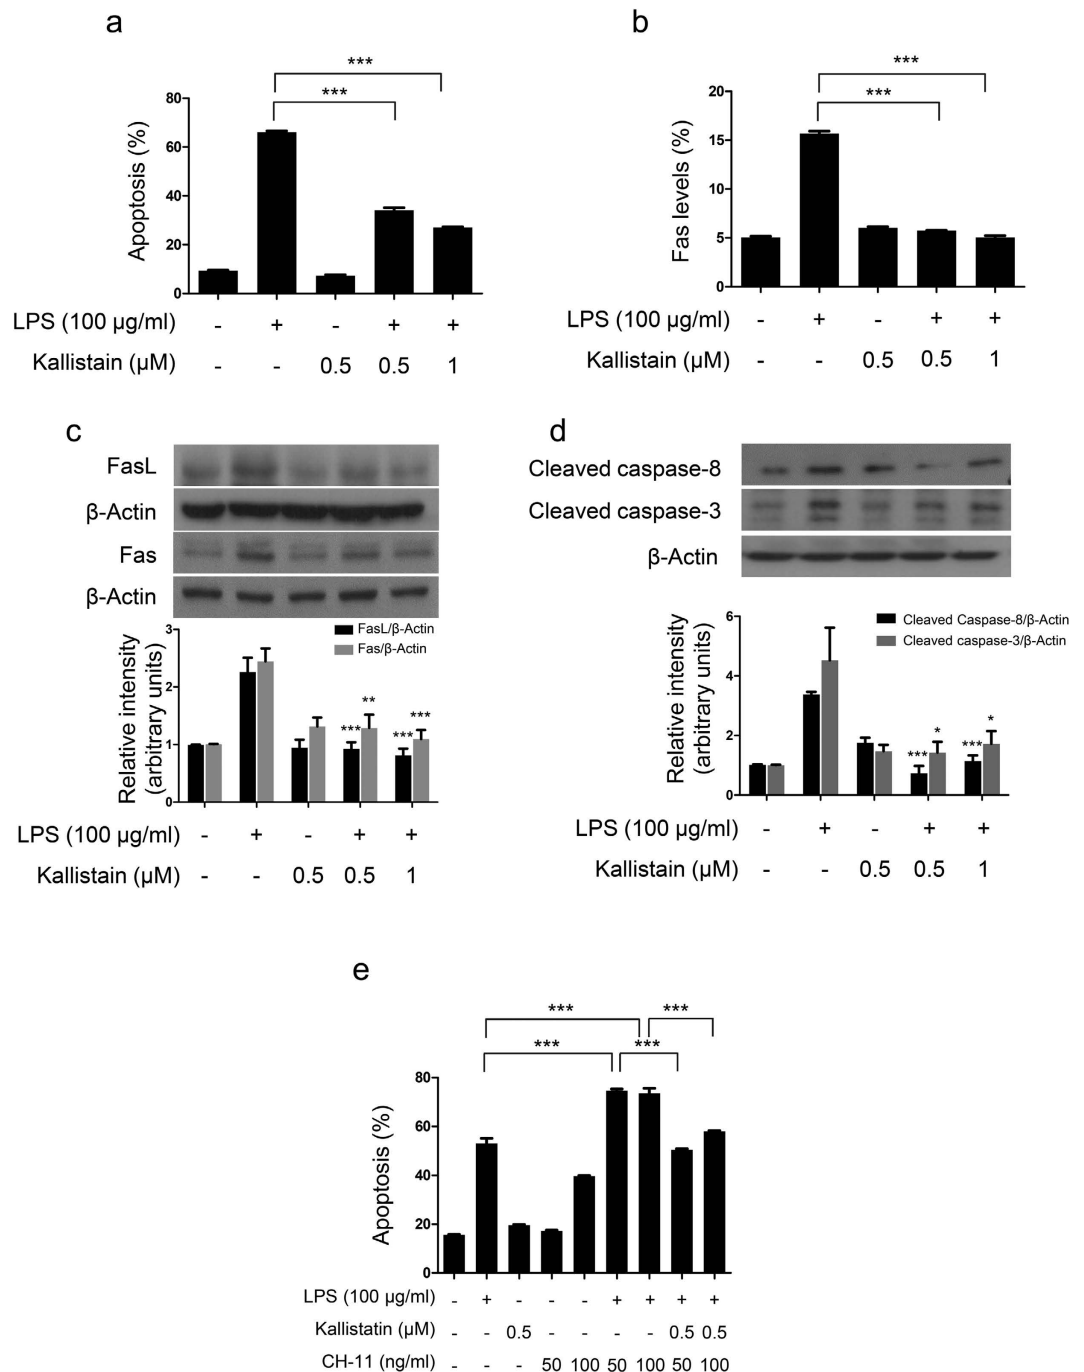 a
***
***
80
60
40
20
0
Apoptosis (%)
LPS (100 µg/ml) - + - + +
Kallistain (µM) - - 0.5 0.5 1
b
***
***
20
15
10
5
0
Fas levels (%)
LPS (100 µg/ml) - + - + +
Kallistain (µM) - - 0.5 0.5 1
c
FasL
β-Actin
Fas
β-Actin
3
2
1
0
Relative intensity
(arbitrary units)
FasL/β-Actin
Fas/β-Actin
*** ** *** ***
LPS (100 µg/ml) - + - + +
Kallistain (µM) - - 0.5 0.5 1
d
Cleaved caspase-8
Cleaved caspase-3
β-Actin
6
4
2
0
Relative intensity
(arbitrary units)
Cleaved Caspase-8/β-Actin
Cleaved caspase-3/β-Actin
*** * *** *
LPS (100 µg/ml) - + - + +
Kallistain (µM) - - 0.5 0.5 1
e
*** ***
*** ***
80
60
40
20
0
Apoptosis (%)
LPS (100 µg/ml) - + - - - + + + +
Kallistatin (µM) - - 0.5 - - - - 0.5 0.5
CH-11 (ng/ml) - - - 50 100 50 100 50 100